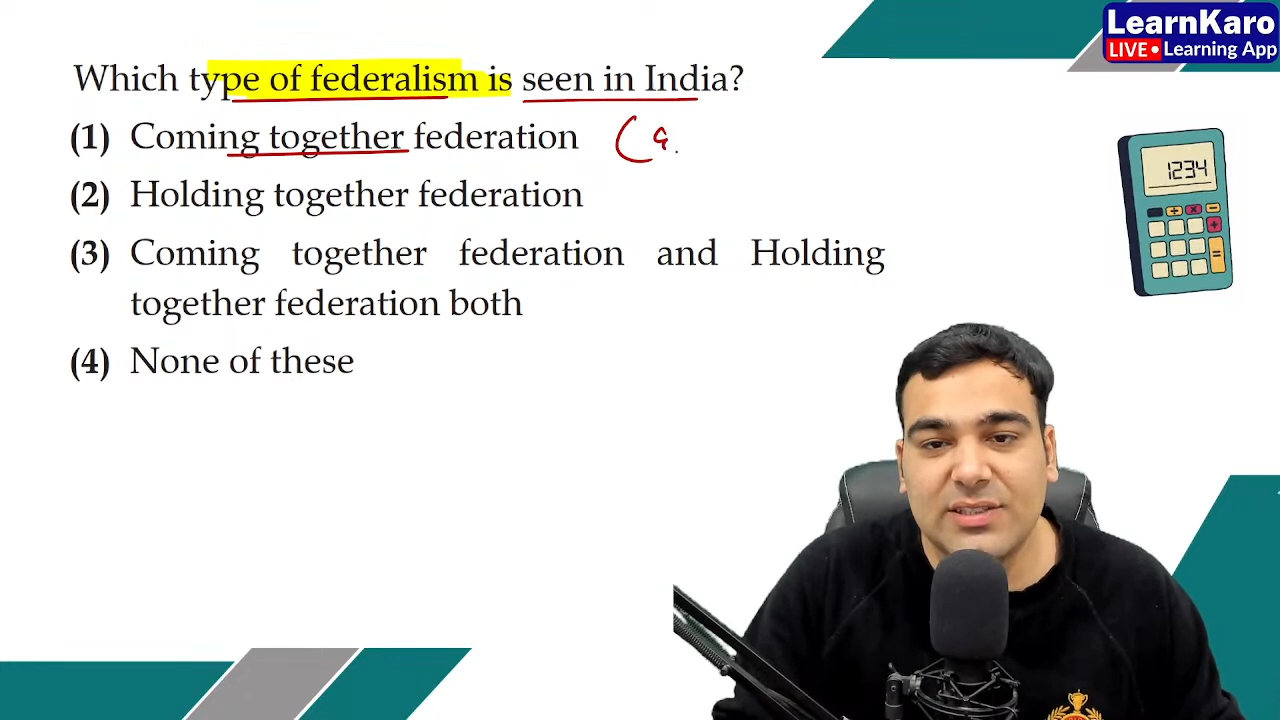 LearnKaro
LIVE • Learning App
Which type of federalism is seen in India?
(1) Coming together federation
(2) Holding together federation
(3) Coming together federation and Holding
together federation both
(4) None of these
1234